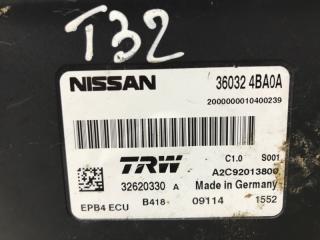 T32
NISSAN 36032 4BA0A
2000000010400239
TRW C1.0 S001
A2C92013800
32620330 A Made in Germany
EPB4 ECU B418 09114 1552